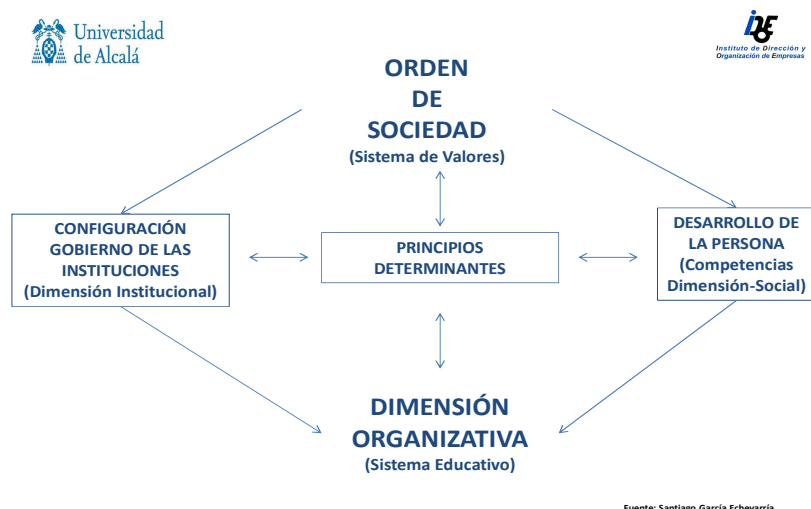 Universidad
de Alcalá
Instituto de Dirección y
Organización de Empresas
ORDEN
DE
SOCIEDAD
(Sistema de Valores)
CONFIGURACIÓN
GOBIERNO DE LAS
INSTITUCIONES
(Dimensión Institucional)
PRINCIPIOS
DETERMINANTES
DESARROLLO DE
LA PERSONA
(Competencias
Dimensión-Social)
DIMENSIÓN
ORGANIZATIVA
(Sistema Educativo)
Fuente: Santiago García Echevarría